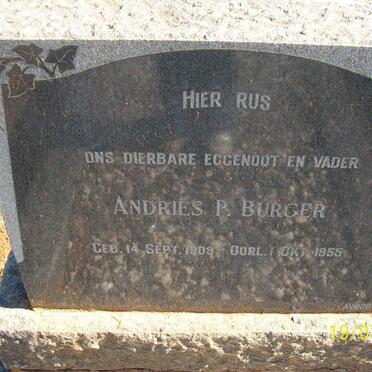 HIER RUS
ONS DIERBARE EGGENOOT EN VADER
ANDRIES P. BURGER
GEB. 14 SEPT. 1909 - OORL. 1 OKT. 1955